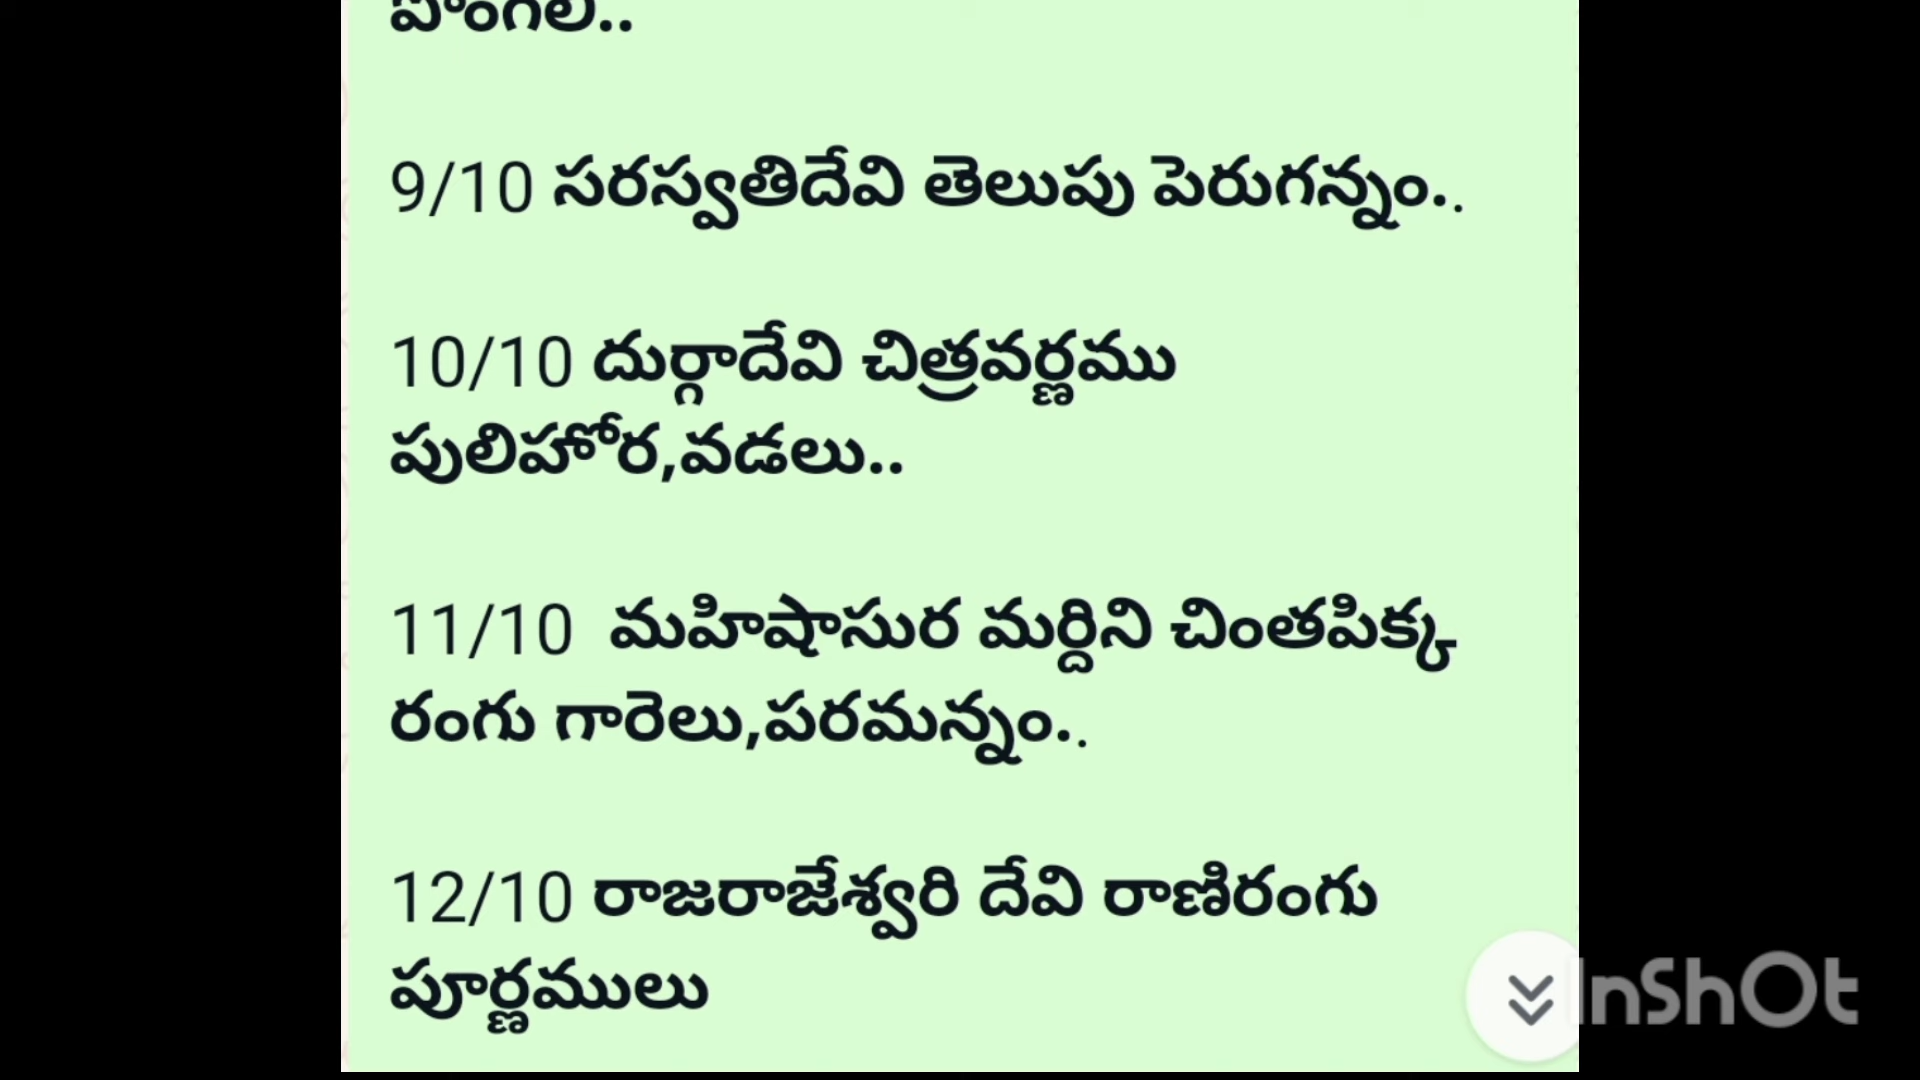 పొంగలి..
9/10 సరస్వతిదేవి తెలుపు పెరుగన్నం..
10/10 దుర్గాదేవి చిత్రవర్ణము
పులిహోర,వడలు..
11/10 మహిషాసుర మర్దిని చింతపిక్క
రంగు గారెలు,పరమన్నం..
12/10 రాజరాజేశ్వరి దేవి రాణిరంగు
పూర్ణములు
InShOt